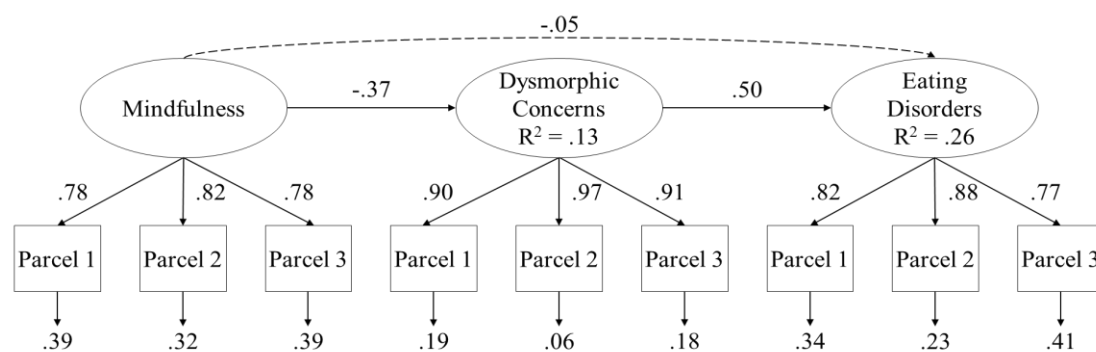 -.05
Mindfulness
-.37
Dysmorphic
Concerns
R² = .13
.50
Eating
Disorders
R² = .26
.78 .82 .78 .90 .97 .91 .82 .88 .77
Parcel 1 Parcel 2 Parcel 3 Parcel 1 Parcel 2 Parcel 3 Parcel 1 Parcel 2 Parcel 3
.39 .32 .39 .19 .06 .18 .34 .23 .41